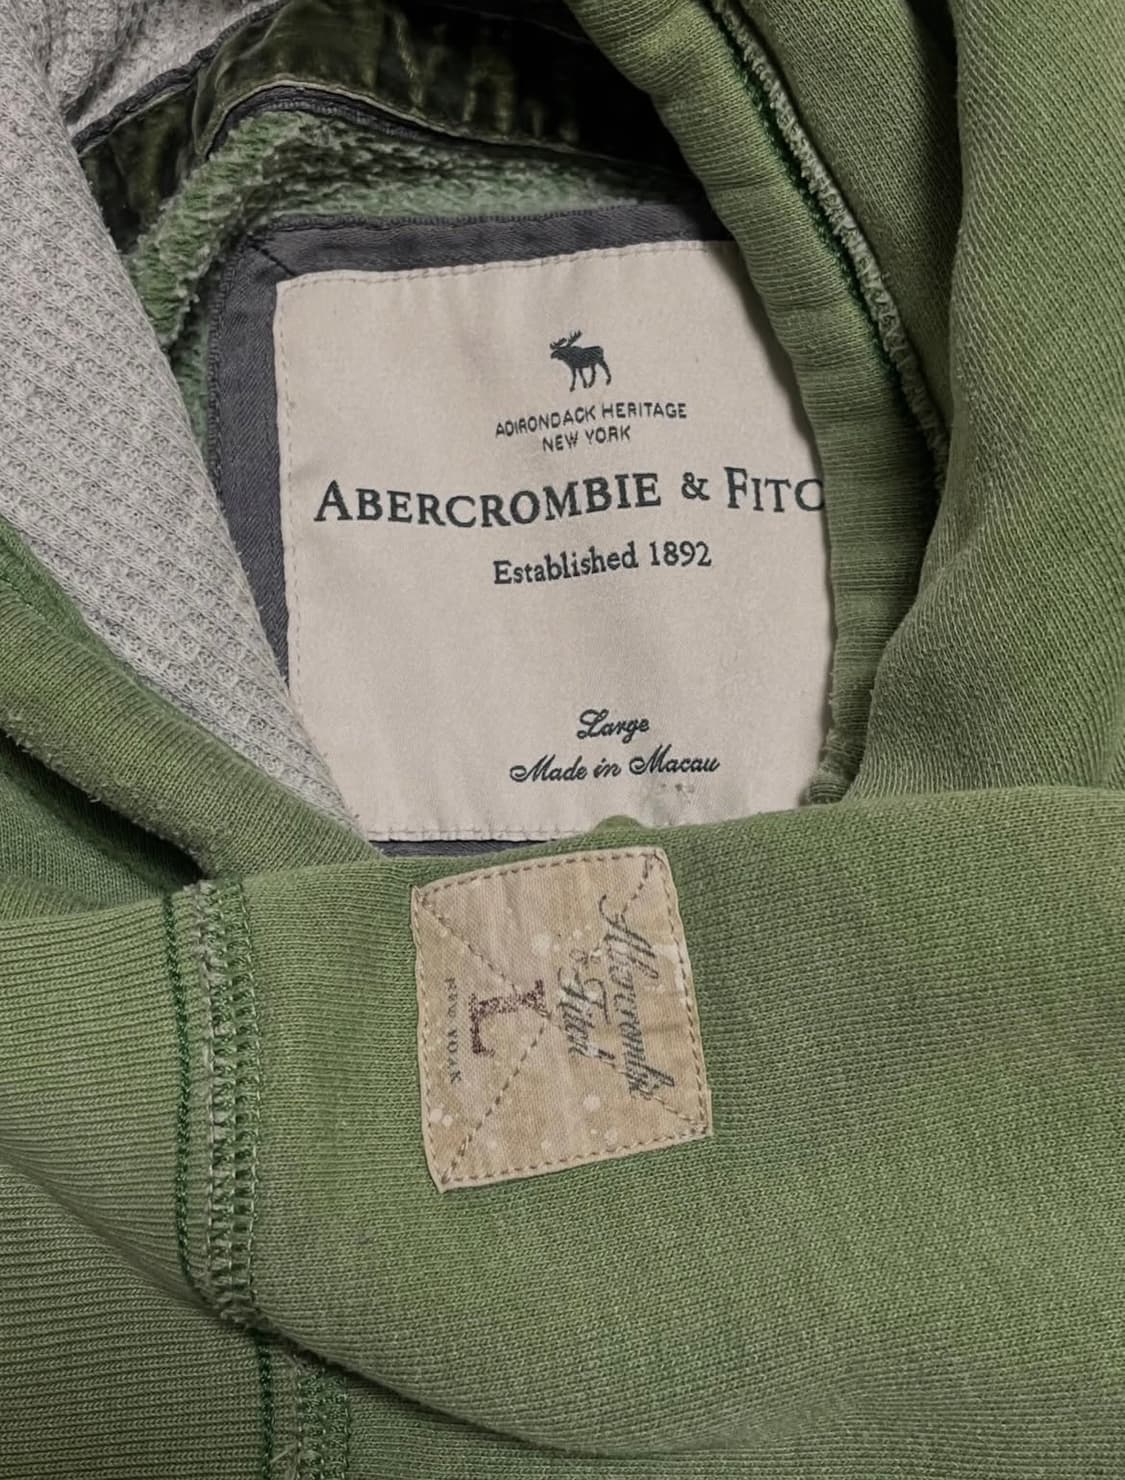 ADIRONDACK HERITAGE
NEW YORK
ABERCROMBIE & FITC
Established 1892
Large
Made in Macau
Abercrombie
& Fitch
L
NEW YORK